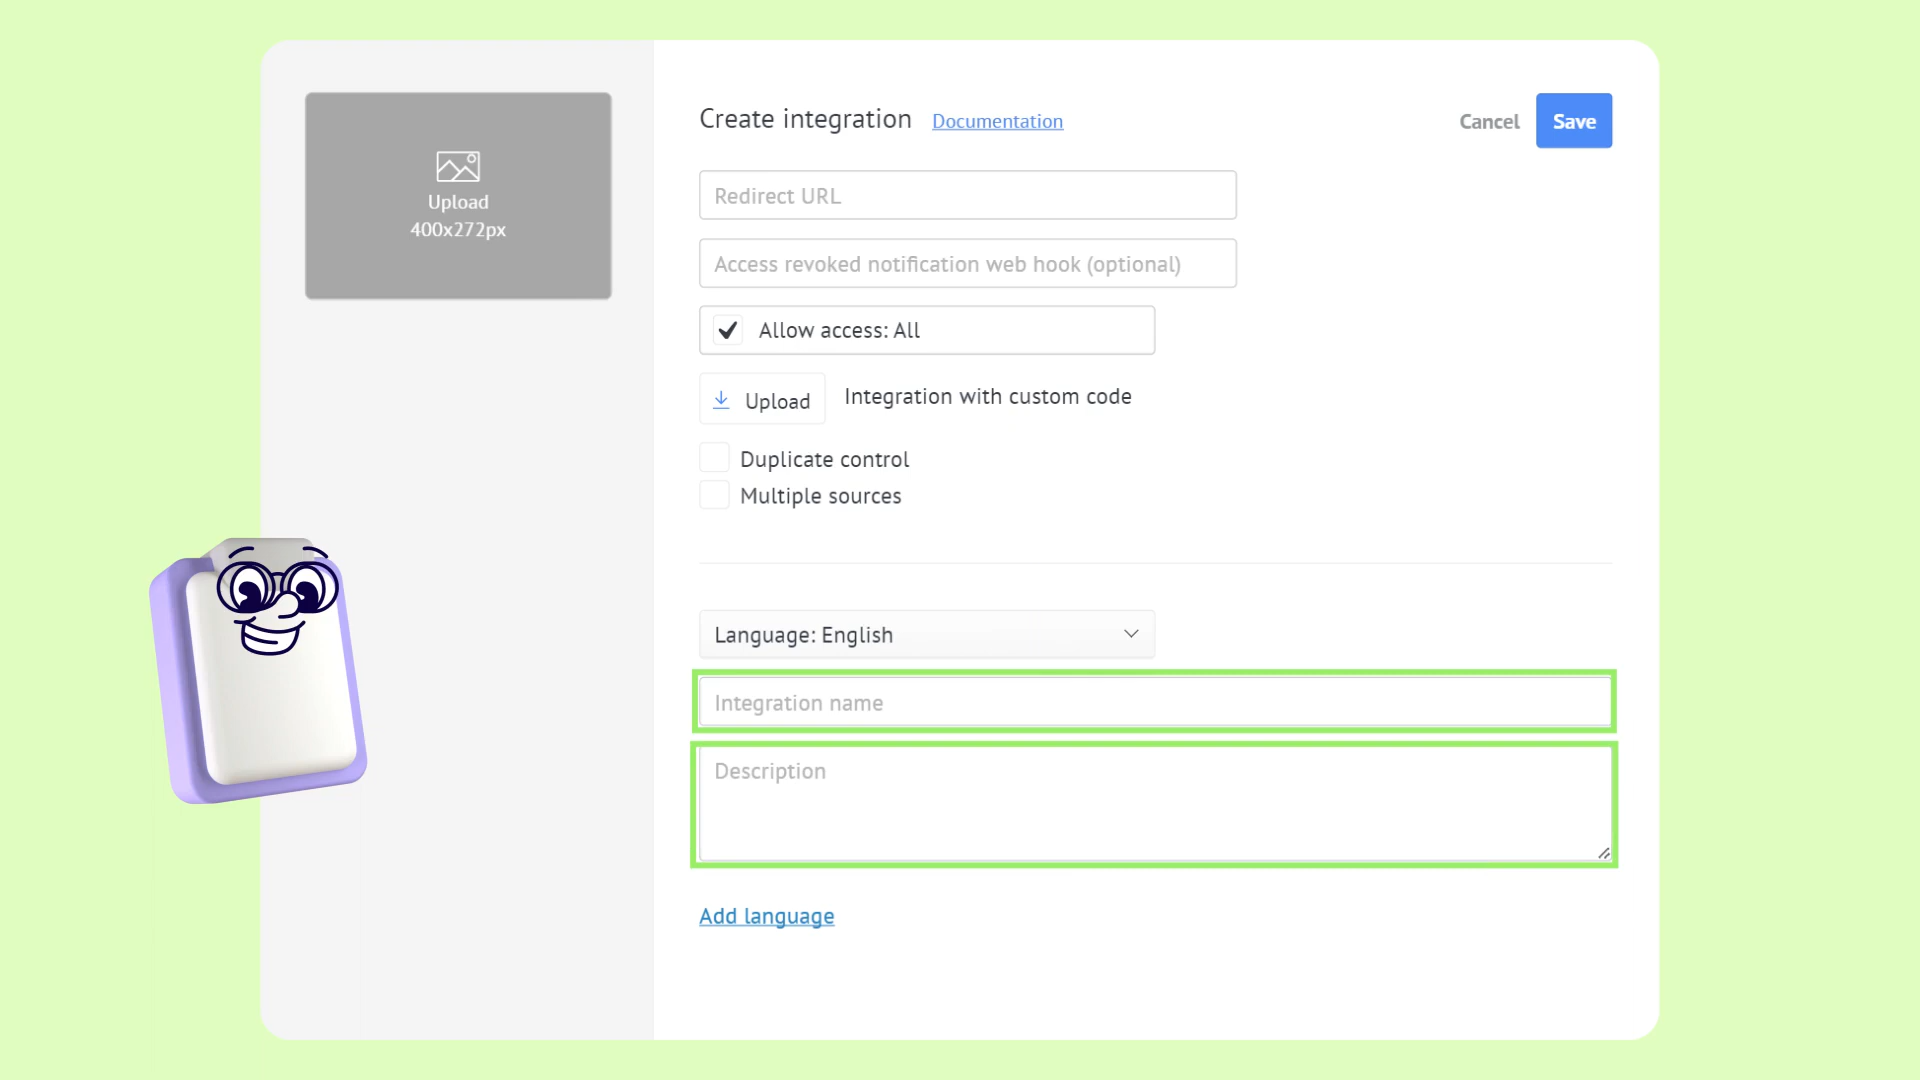 Upload
400x272px
Create integration Documentation Cancel Save
Redirect URL
Access revoked notification web hook (optional)
Allow access: All
Upload Integration with custom code
Duplicate control
Multiple sources
Language: English
Integration name
Description
Add language